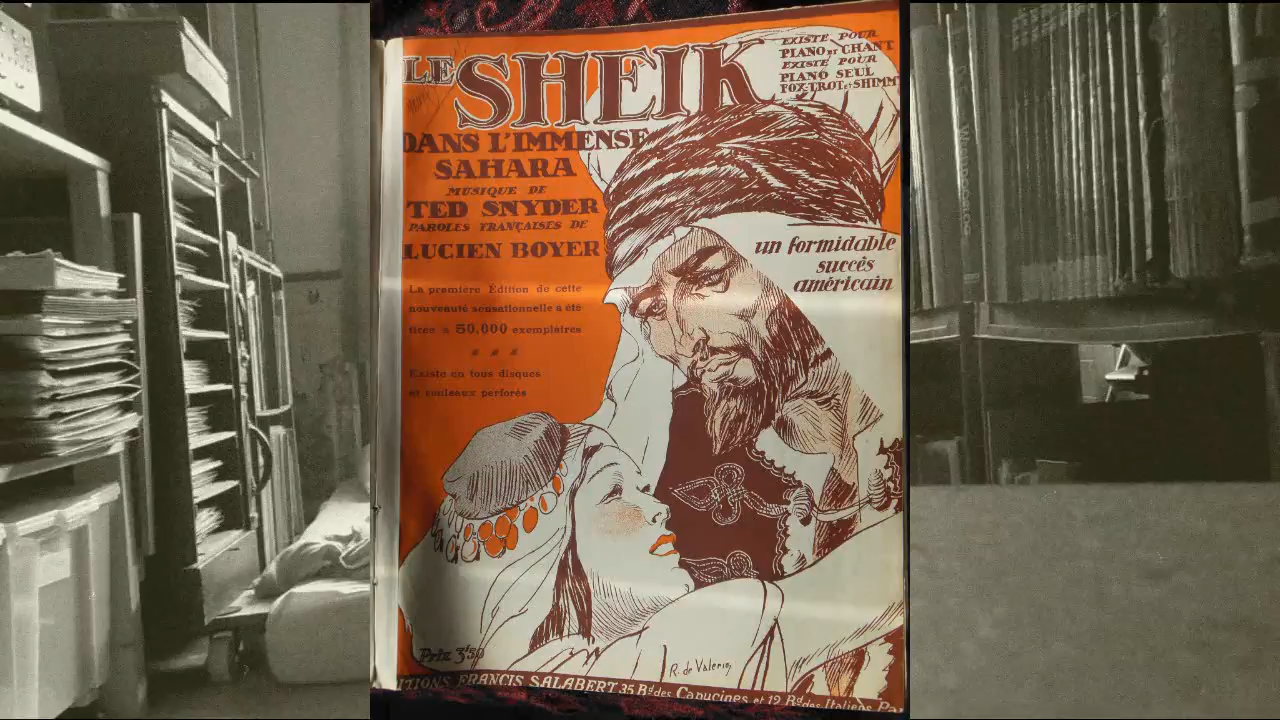 LE SHEIK
DANS L'IMMENSE
SAHARA
MUSIQUE DE
TED SNYDER
PAROLES FRANÇAISES DE
LUCIEN BOYER
La première Édition de cette
nouveauté sensationnelle a été
tirée à 50,000 exemplaires
Existe en tous disques
et rouleaux perforés
EXISTE POUR
PIANO ET CHANT
EXISTE POUR
PIANO SEUL
FOX-TROT ET SHIMMY
un formidable
succès
américain
Prix 3f50
R. de Valerio
ITIONS FRANCIS SALABERT 35 Bd des Capucines et 12 Bd des Italiens Pa